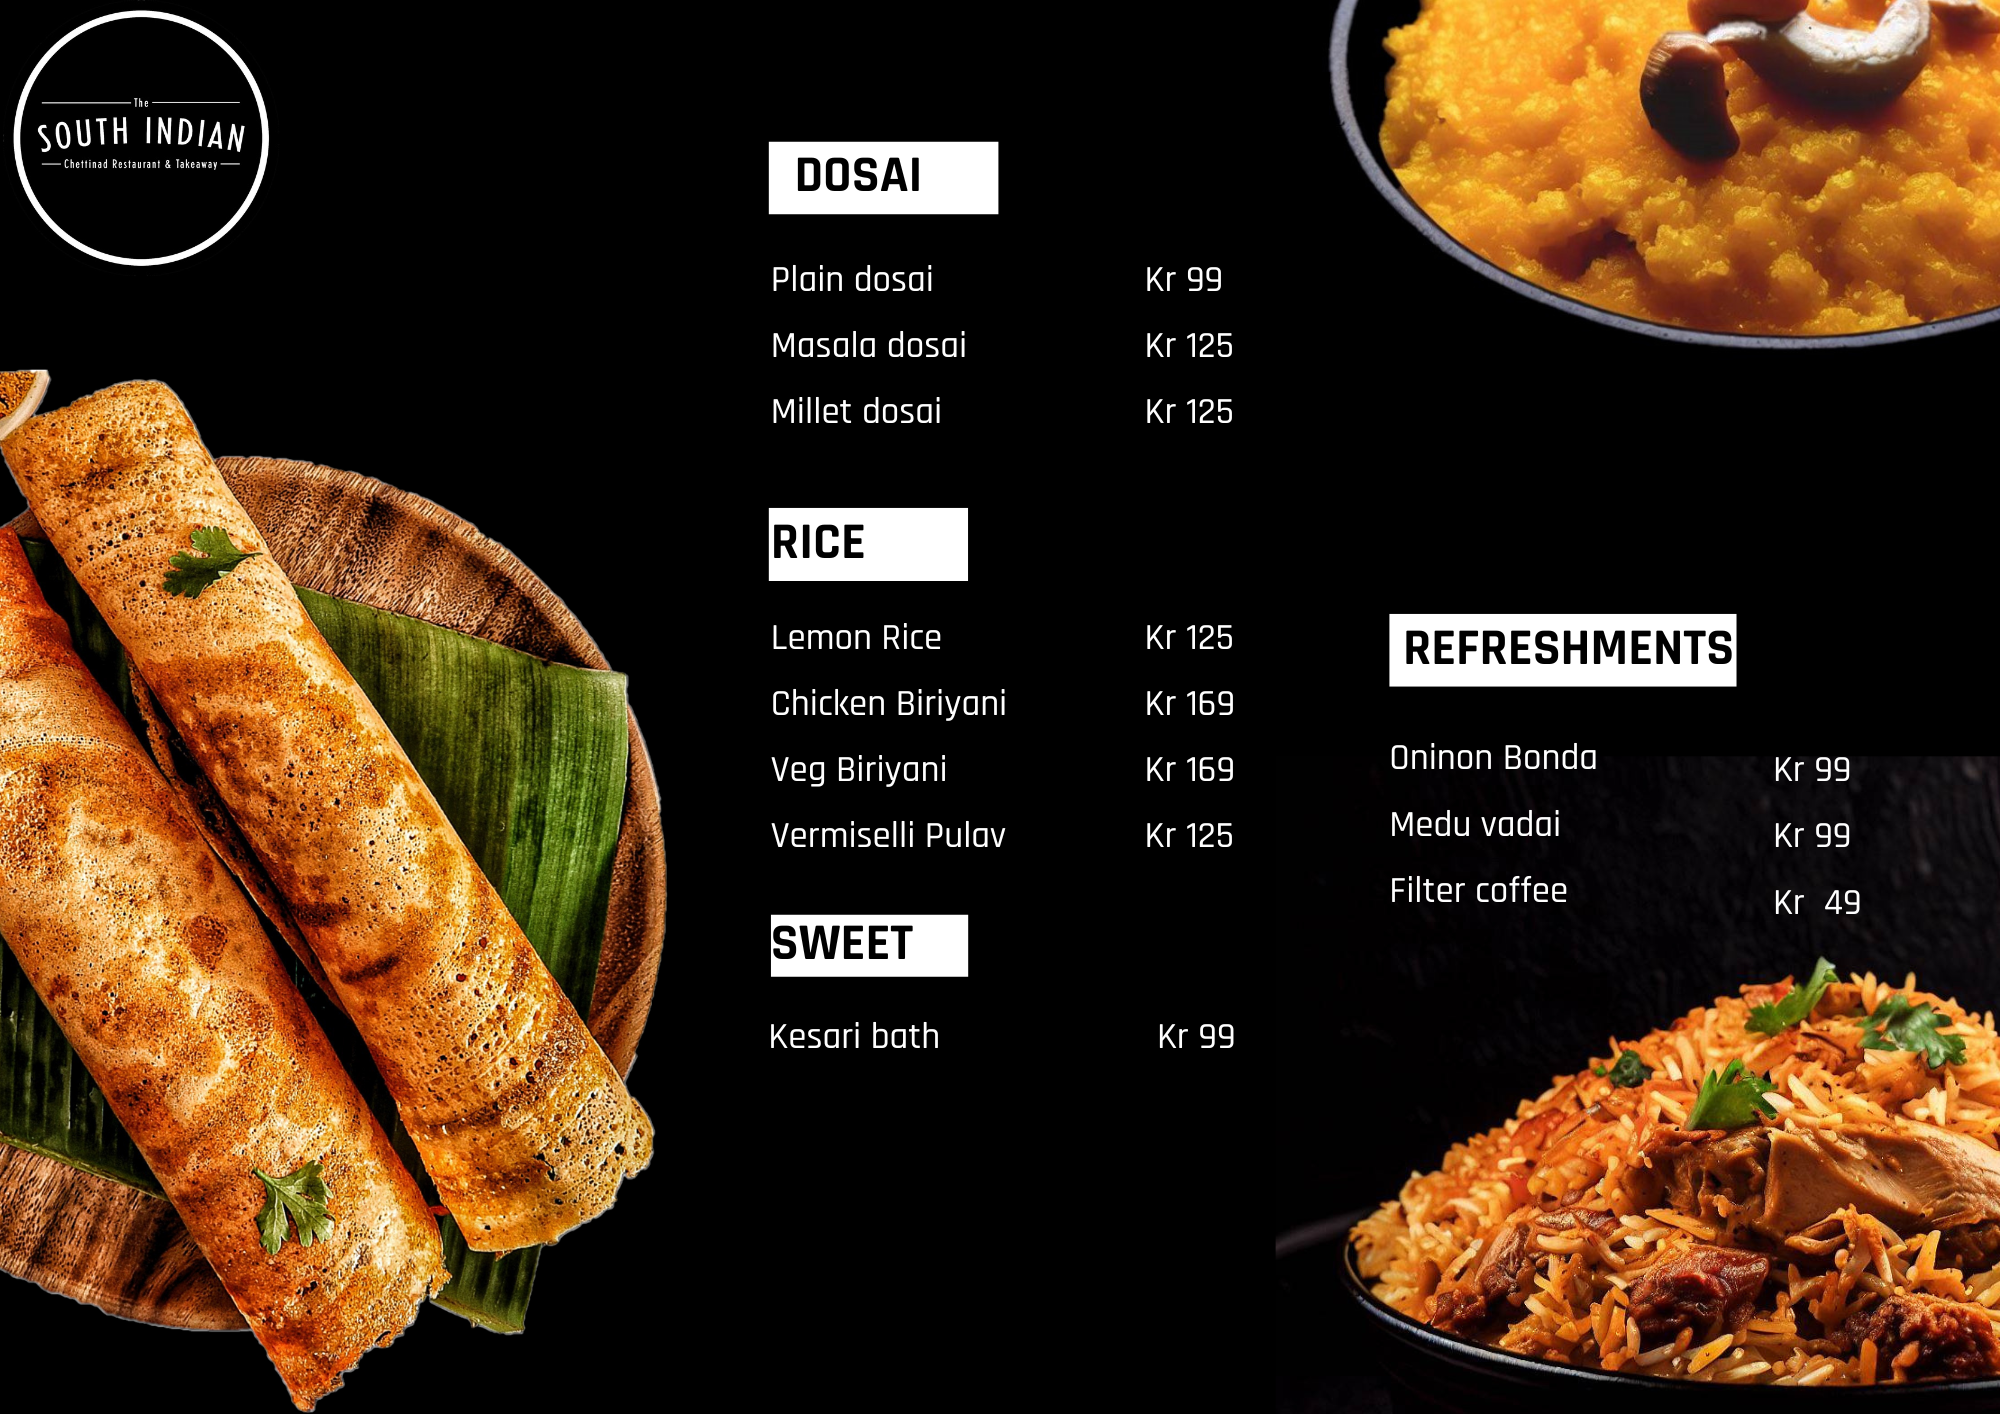 The
SOUTH INDIAN
Chettinad Restaurant & Takeaway
DOSAI
Plain dosai Kr 99
Masala dosai Kr 125
Millet dosai Kr 125
RICE
Lemon Rice Kr 125
Chicken Biriyani Kr 169
Veg Biriyani Kr 169
Vermiselli Pulav Kr 125
SWEET
Kesari bath Kr 99
REFRESHMENTS
Oninon Bonda Kr 99
Medu vadai Kr 99
Filter coffee Kr 49